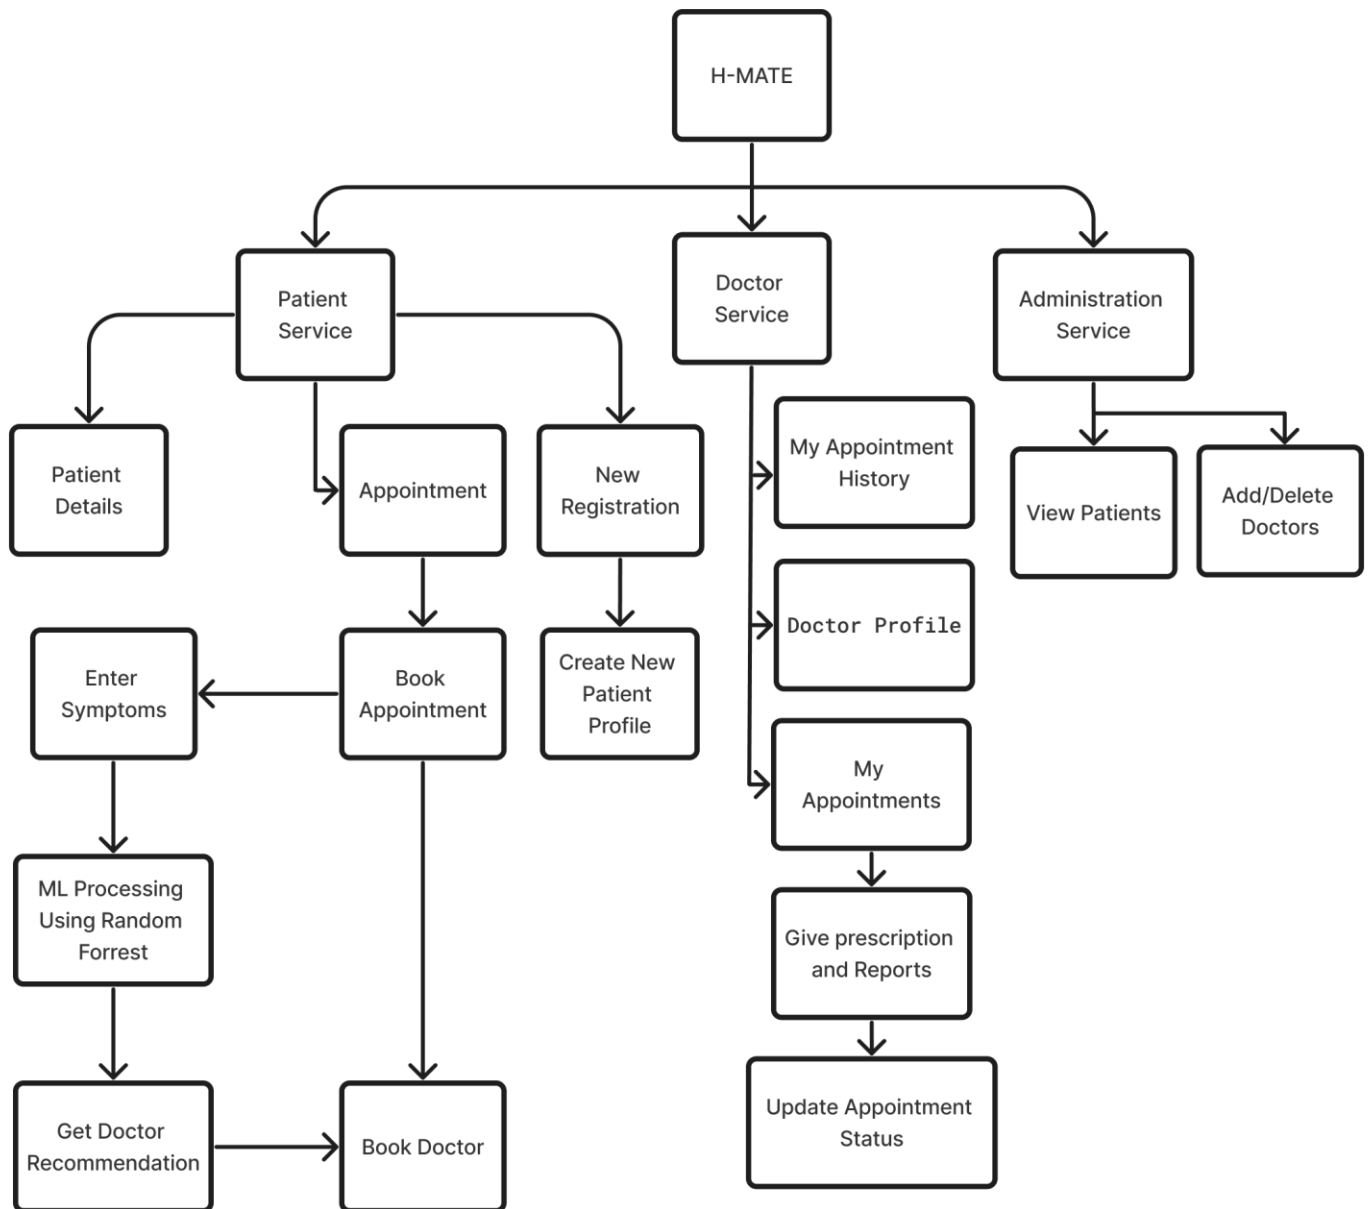 H-MATE
Patient
Service
Doctor
Service
Administration
Service
Patient
Details
Appointment
New
Registration
My Appointment
History
View Patients
Add/Delete
Doctors
Doctor Profile
Enter
Symptoms
Book
Appointment
Create New
Patient
Profile
My
Appointments
ML Processing
Using Random
Forrest
Give prescription
and Reports
Get Doctor
Recommendation
Book Doctor
Update Appointment
Status